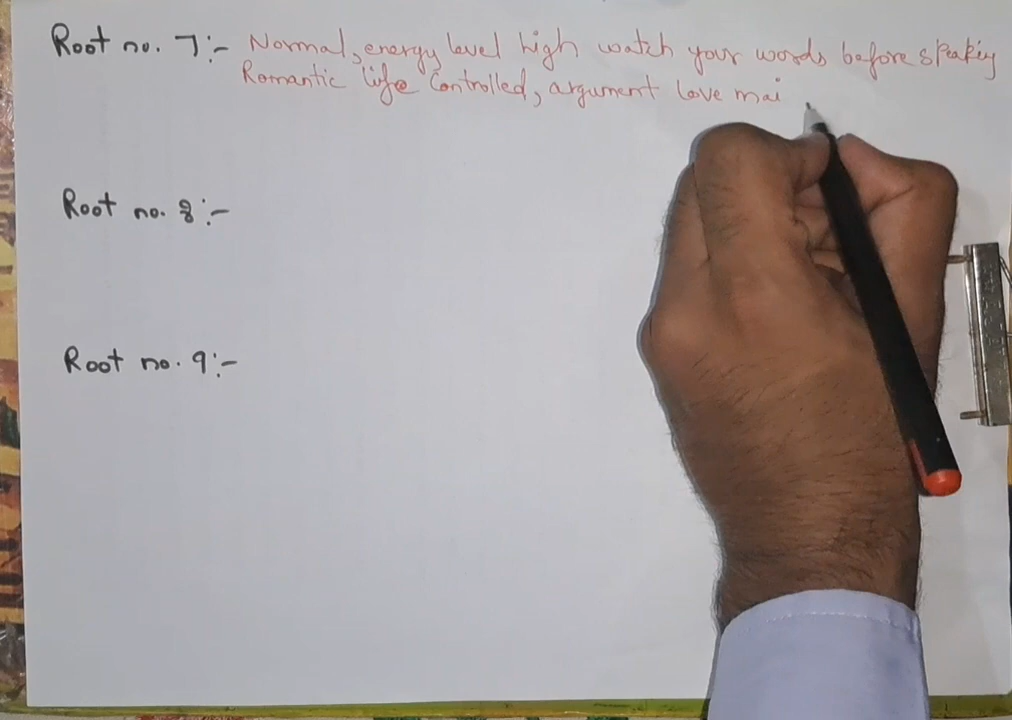 Root no. 7:- Normal, energy level high watch your words before speaking
Romantic life controlled, argument love mai
Root no. 8:-
Root no. 9:-